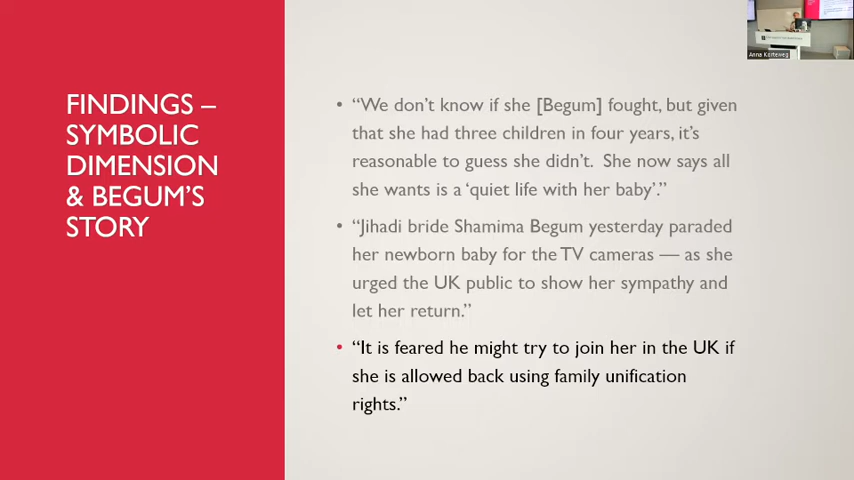 FINDINGS –
SYMBOLIC
DIMENSION
& BEGUM'S
STORY
• “We don’t know if she [Begum] fought, but given
that she had three children in four years, it’s
reasonable to guess she didn’t.  She now says all
she wants is a ‘quiet life with her baby’.”
• “Jihadi bride Shamima Begum yesterday paraded
her newborn baby for the TV cameras — as she
urged the UK public to show her sympathy and
let her return.”
• “It is feared he might try to join her in the UK if
she is allowed back using family unification
rights.”
Anna Korteweg